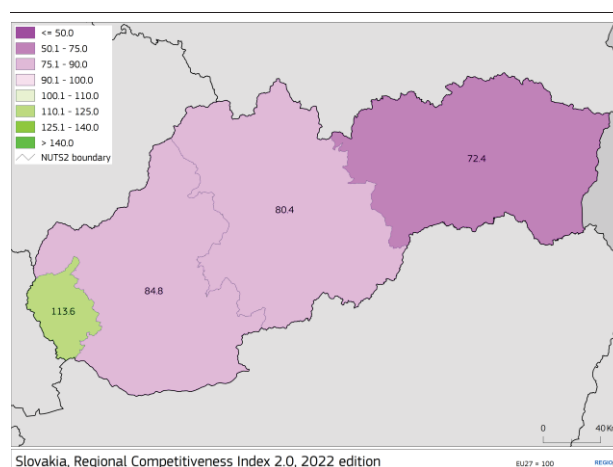 <= 50.0
50.1 - 75.0
75.1 - 90.0
90.1 - 100.0
100.1 - 110.0
110.1 - 125.0
125.1 - 140.0
> 140.0
NUTS2 boundary
72.4
80.4
84.8
113.6
0 40 K
Slovakia, Regional Competitiveness Index 2.0, 2022 edition
EU27 = 100
REGIO